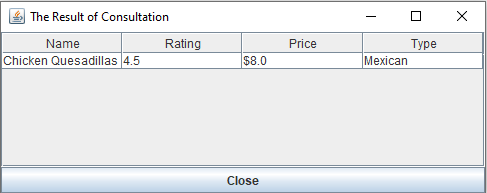 The Result of Consultation
Name Rating Price Type
Chicken Quesadillas 4.5 $8.0 Mexican
Close